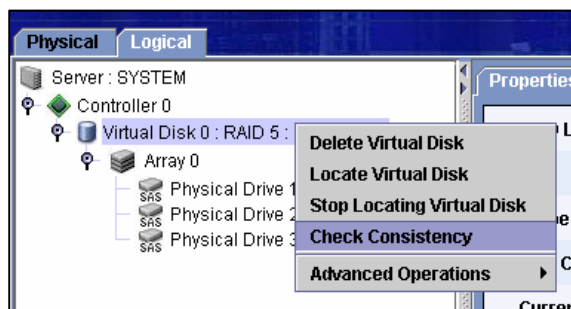 Physical Logical
Server : SYSTEM
Properties
Controller 0
Virtual Disk 0 : RAID 5 :
Delete Virtual Disk
Array 0
Locate Virtual Disk
SAS Physical Drive 1
Stop Locating Virtual Disk
SAS Physical Drive 2
Check Consistency
SAS Physical Drive 3
Advanced Operations